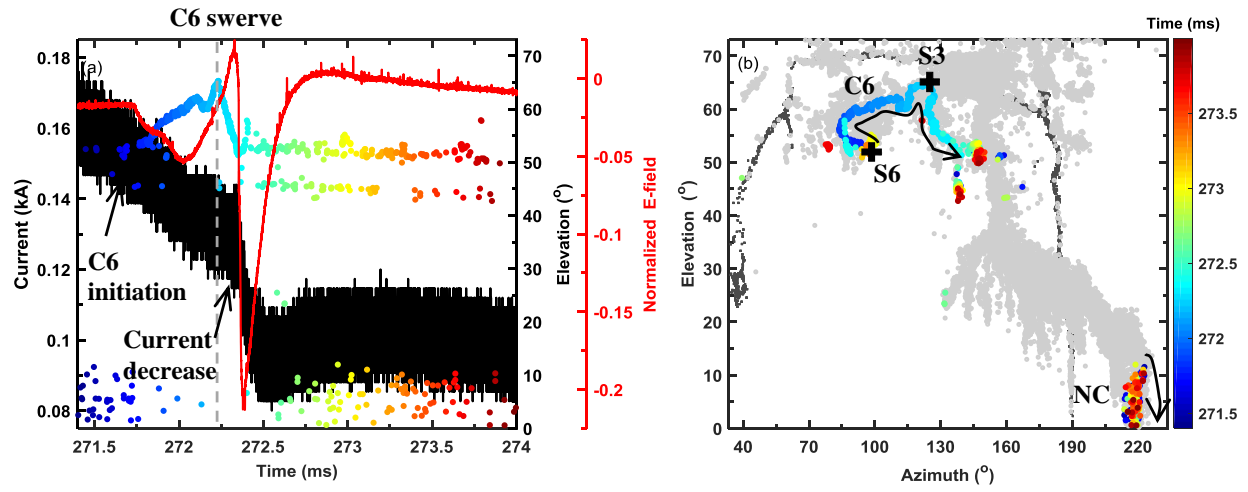 C6 swerve
(a)
0.18
0.16
0.14
0.12
0.1
0.08
Current (kA)
C6
initiation
Current
decrease
271.5
272
272.5
273
273.5
274
Time (ms)
70
60
50
40
30
20
10
0
Elevation (°)
0
-0.05
-0.1
-0.15
-0.2
Normalized E-field
(b)
70
60
50
40
30
20
10
0
Elevation (°)
S3
C6
S6
NC
40
70
100
130
160
190
220
Azimuth (°)
Time (ms)
273.5
273
272.5
272
271.5